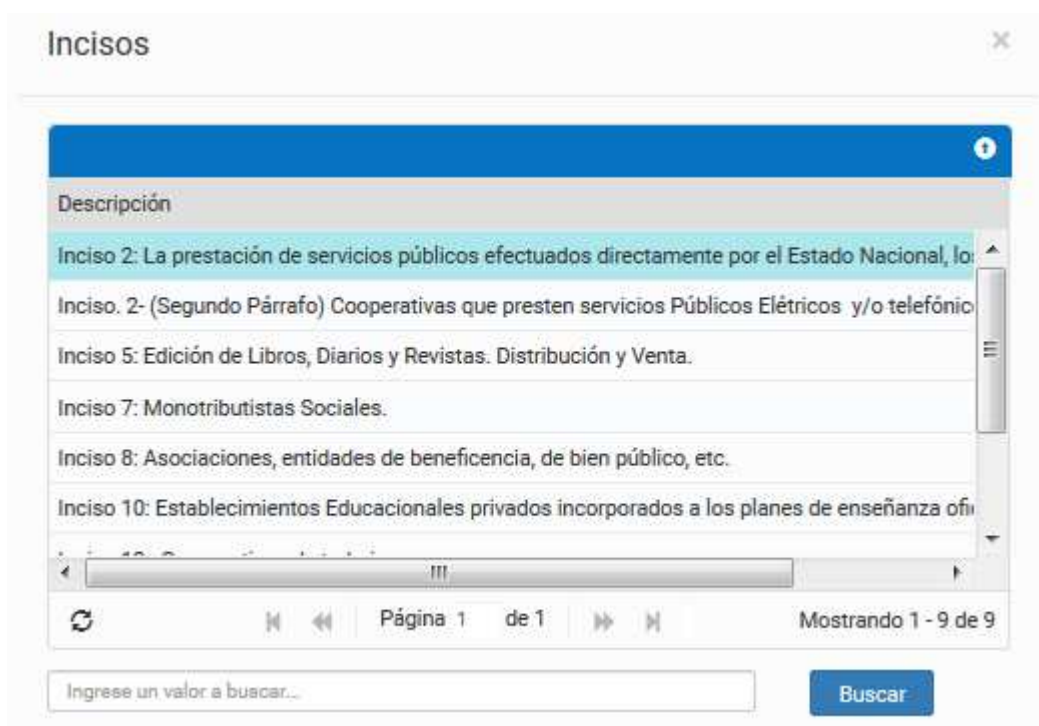 Incisos
Descripción
Inciso 2: La prestación de servicios públicos efectuados directamente por el Estado Nacional,
Inciso. 2- (Segundo Párrafo) Cooperativas que presten servicios Públicos Elétricos y/o telefónic
Inciso 5: Edición de Libros, Diarios y Revistas. Distribución y Venta.
Inciso 7: Monotributistas Sociales.
Inciso 8: Asociaciones, entidades de beneficencia, de bien público, etc.
Inciso 10: Establecimientos Educacionales privados incorporados a los planes de enseñanza
Página 1 de 1 Mostrando 1 - 9 de 9
Ingrese un valor a buscar... Buscar